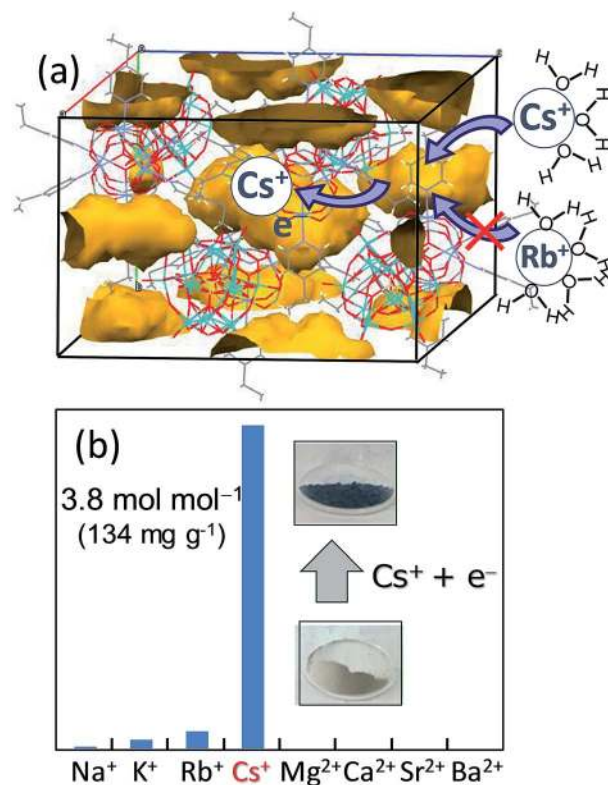 (a)
H H
O
Cs⁺
H
O
H
H O
H
Cs⁺
e⁻
H O H
Rb⁺
H O
H
O
H
H
O
H
O
H
H
(b)
3.8 mol mol⁻¹
(134 mg g⁻¹)
Cs⁺ + e⁻
Na⁺ K⁺ Rb⁺ Cs⁺ Mg²⁺ Ca²⁺ Sr²⁺ Ba²⁺